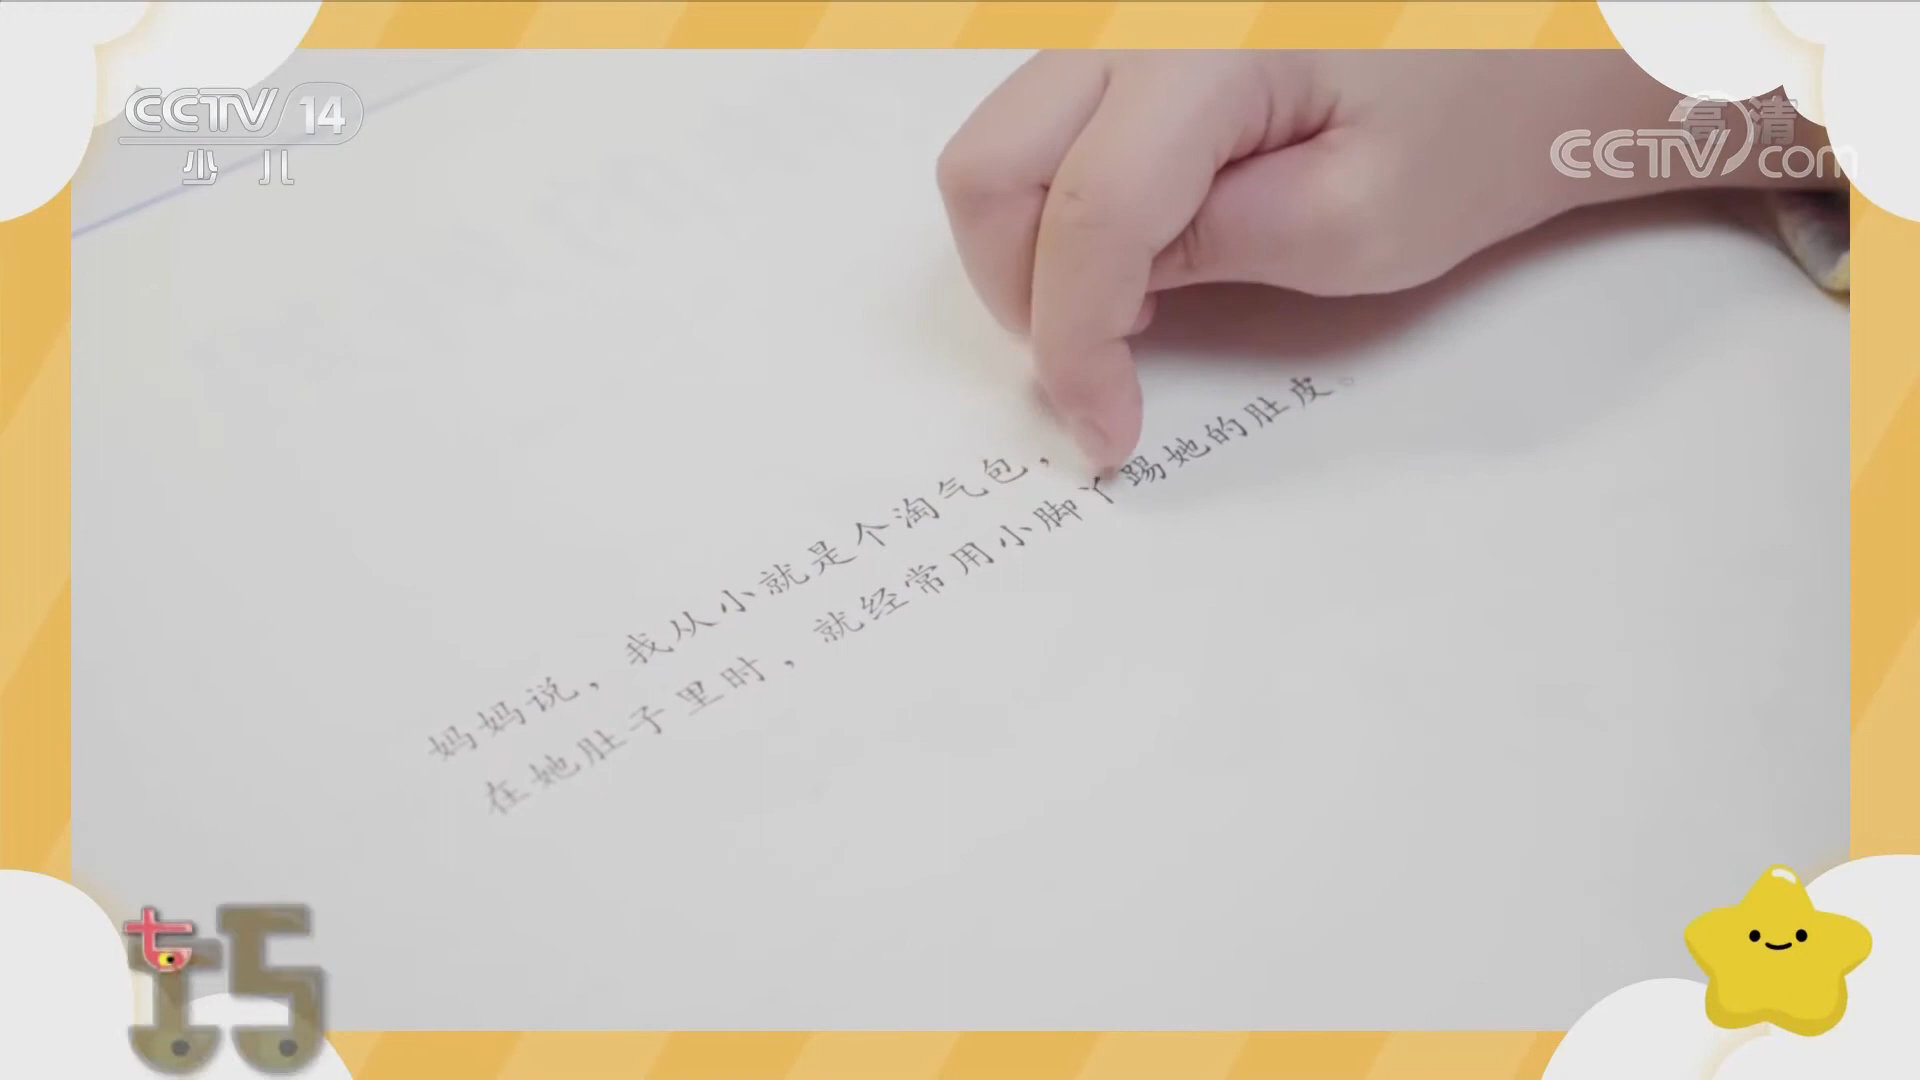 CCTV 14
少儿
高清
CCTV com
妈妈说，我从小就是个淘气包，
在她肚子里时，就经常用小脚丫踢她的肚皮。